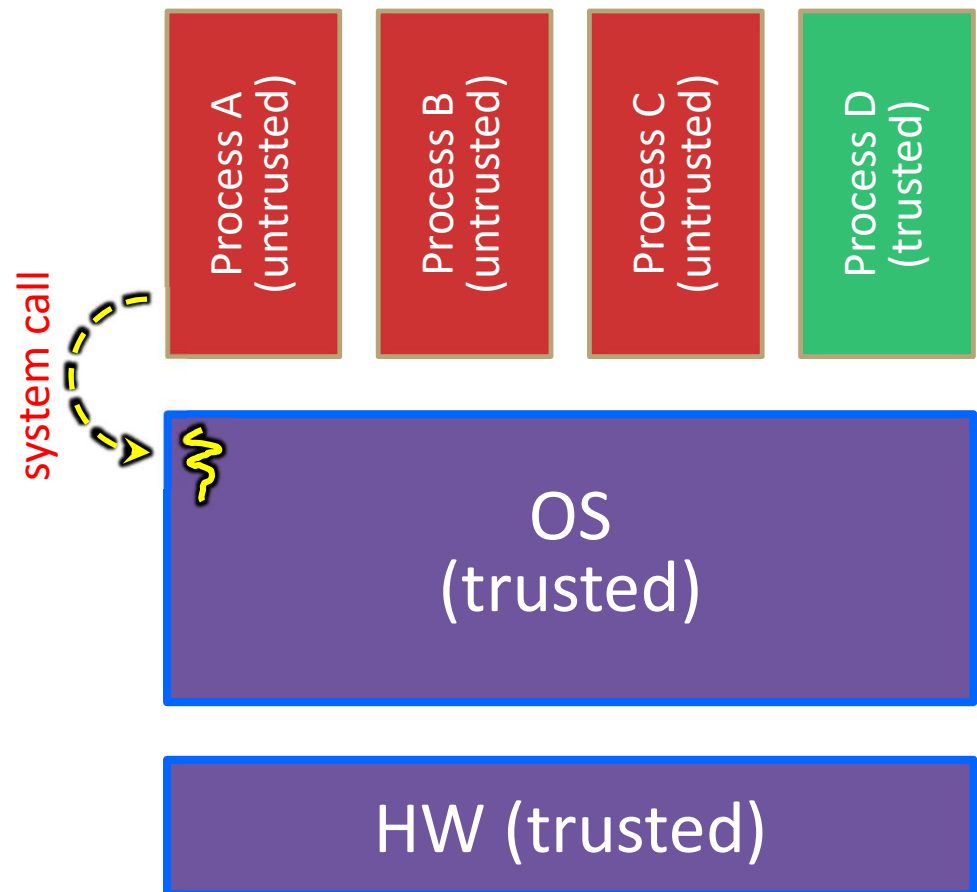 Process A
(untrusted)
Process B
(untrusted)
Process C
(untrusted)
Process D
(trusted)
system call
OS
(trusted)
HW (trusted)